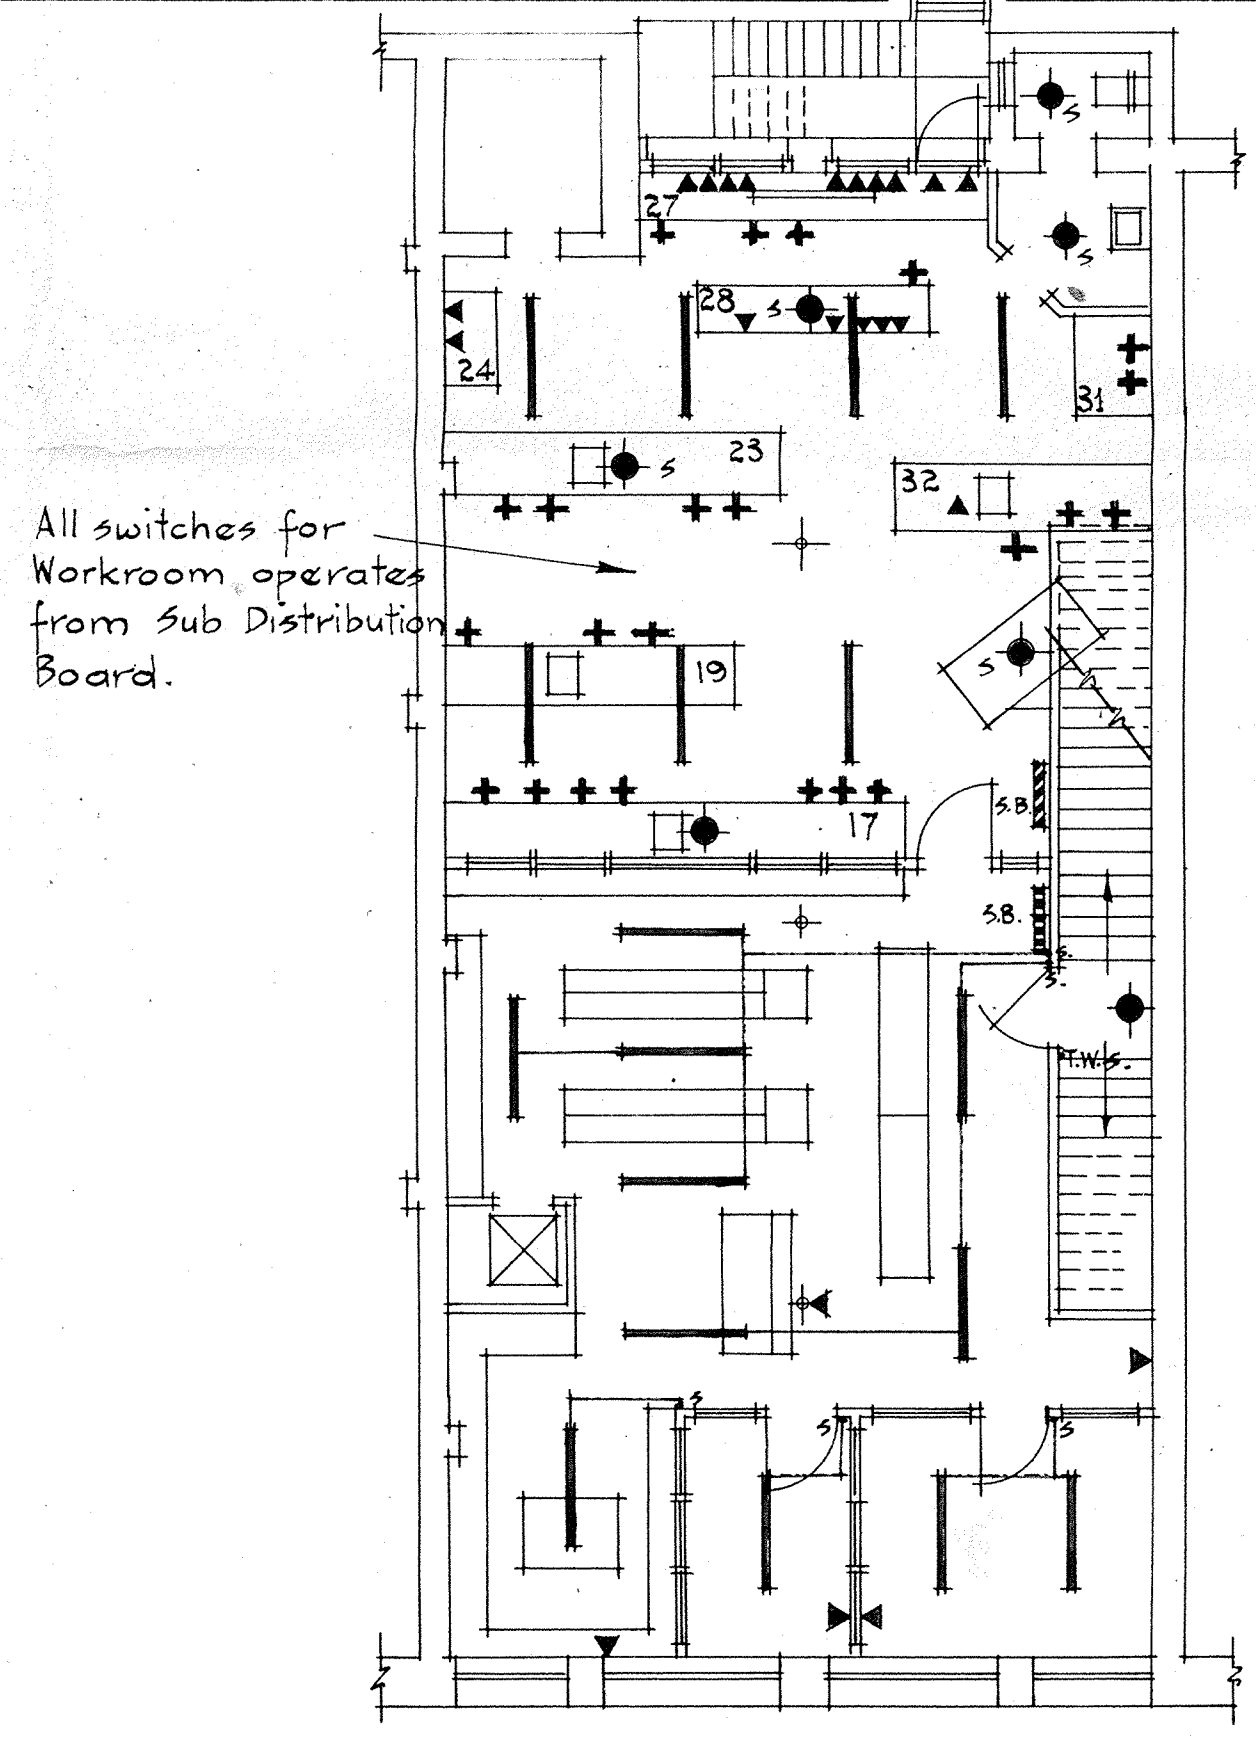 S
27
S
28 S
24
31
23
S
32
All switches for
Workroom operates
from Sub Distribution
Board.
19
S
S.B.
17
S.B.
S.
S.
T.W.S.
S
S
S